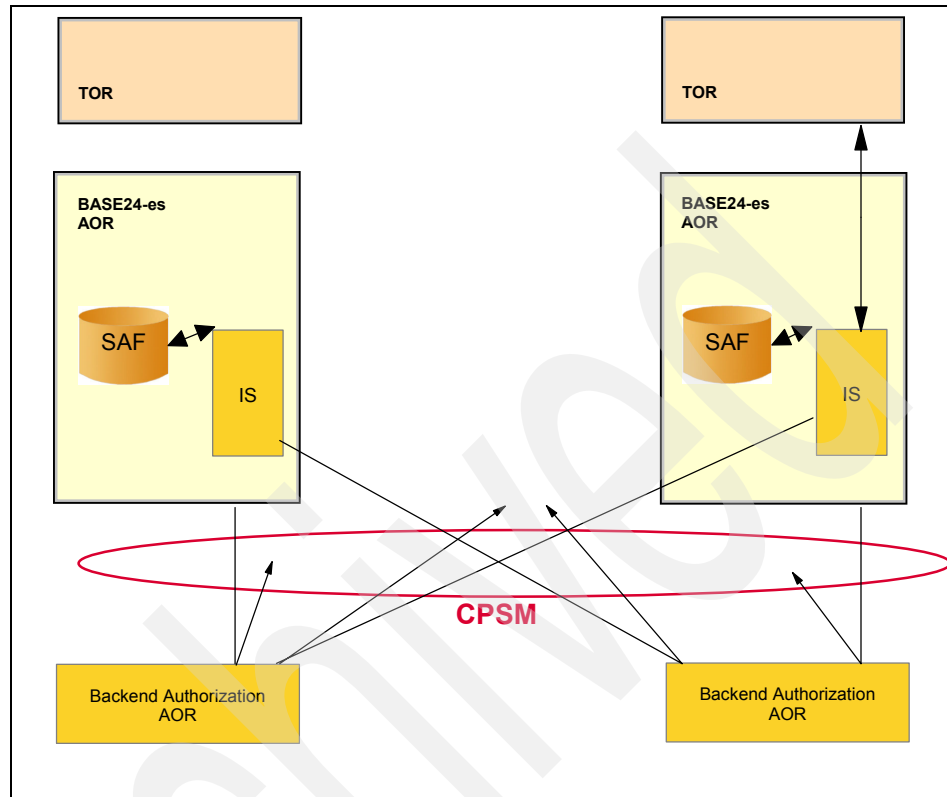 TOR
TOR
BASE24-es
AOR
BASE24-es
AOR
SAF
SAF
IS
IS
CPSM
Backend Authorization
AOR
Backend Authorization
AOR